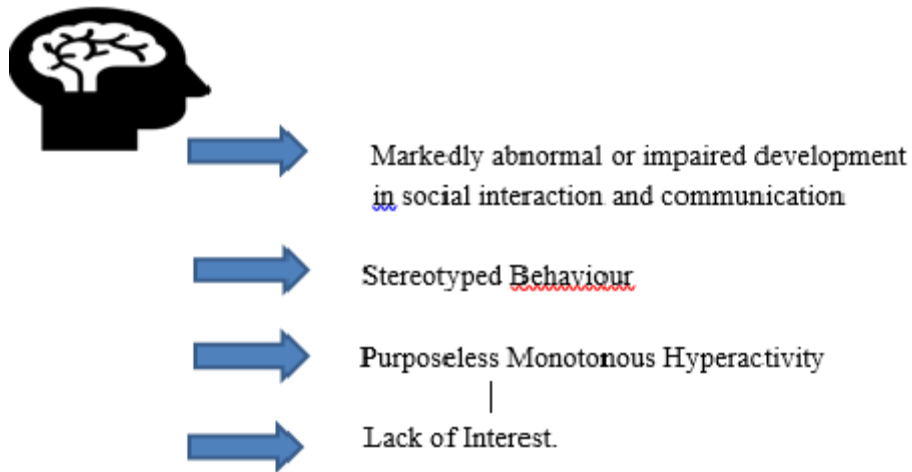 Markedly abnormal or impaired development
in social interaction and communication
Stereotyped Behaviour
Purposeless Monotonous Hyperactivity
Lack of Interest.